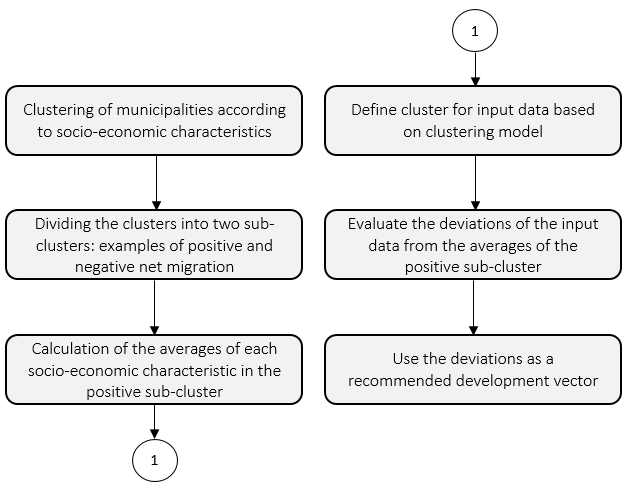 Clustering of municipalities according
to socio-economic characteristics
Dividing the clusters into two sub-
clusters: examples of positive and
negative net migration
Calculation of the averages of each
socio-economic characteristic in the
positive sub-cluster
1
1
Define cluster for input data based
on clustering model
Evaluate the deviations of the input
data from the averages of the
positive sub-cluster
Use the deviations as a
recommended development vector